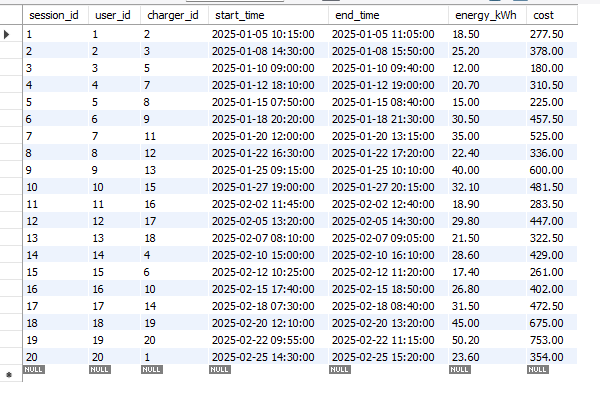 session_id user_id charger_id start_time end_time energy_kWh cost
1 1 2 2025-01-05 10:15:00 2025-01-05 11:05:00 18.50 277.50
2 2 3 2025-01-08 14:30:00 2025-01-08 15:50:00 25.20 378.00
3 3 5 2025-01-10 09:00:00 2025-01-10 09:40:00 12.00 180.00
4 4 7 2025-01-12 18:10:00 2025-01-12 19:00:00 20.70 310.50
5 5 8 2025-01-15 07:50:00 2025-01-15 08:40:00 15.00 225.00
6 6 9 2025-01-18 20:20:00 2025-01-18 21:30:00 30.50 457.50
7 7 11 2025-01-20 12:00:00 2025-01-20 13:15:00 35.00 525.00
8 8 12 2025-01-22 16:30:00 2025-01-22 17:20:00 22.40 336.00
9 9 13 2025-01-25 09:15:00 2025-01-25 10:10:00 40.00 600.00
10 10 15 2025-01-27 19:00:00 2025-01-27 20:15:00 32.10 481.50
11 11 16 2025-02-02 11:45:00 2025-02-02 12:40:00 18.90 283.50
12 12 17 2025-02-05 13:20:00 2025-02-05 14:30:00 29.80 447.00
13 13 18 2025-02-07 08:10:00 2025-02-07 09:05:00 21.50 322.50
14 14 4 2025-02-10 15:00:00 2025-02-10 16:10:00 28.60 429.00
15 15 6 2025-02-12 10:25:00 2025-02-12 11:20:00 17.40 261.00
16 16 10 2025-02-15 17:40:00 2025-02-15 18:50:00 26.80 402.00
17 17 14 2025-02-18 07:30:00 2025-02-18 08:40:00 31.50 472.50
18 18 19 2025-02-20 12:10:00 2025-02-20 13:20:00 45.00 675.00
19 19 20 2025-02-22 09:55:00 2025-02-22 11:15:00 50.20 753.00
20 20 1 2025-02-25 14:30:00 2025-02-25 15:20:00 23.60 354.00
NULL NULL NULL NULL NULL NULL NULL